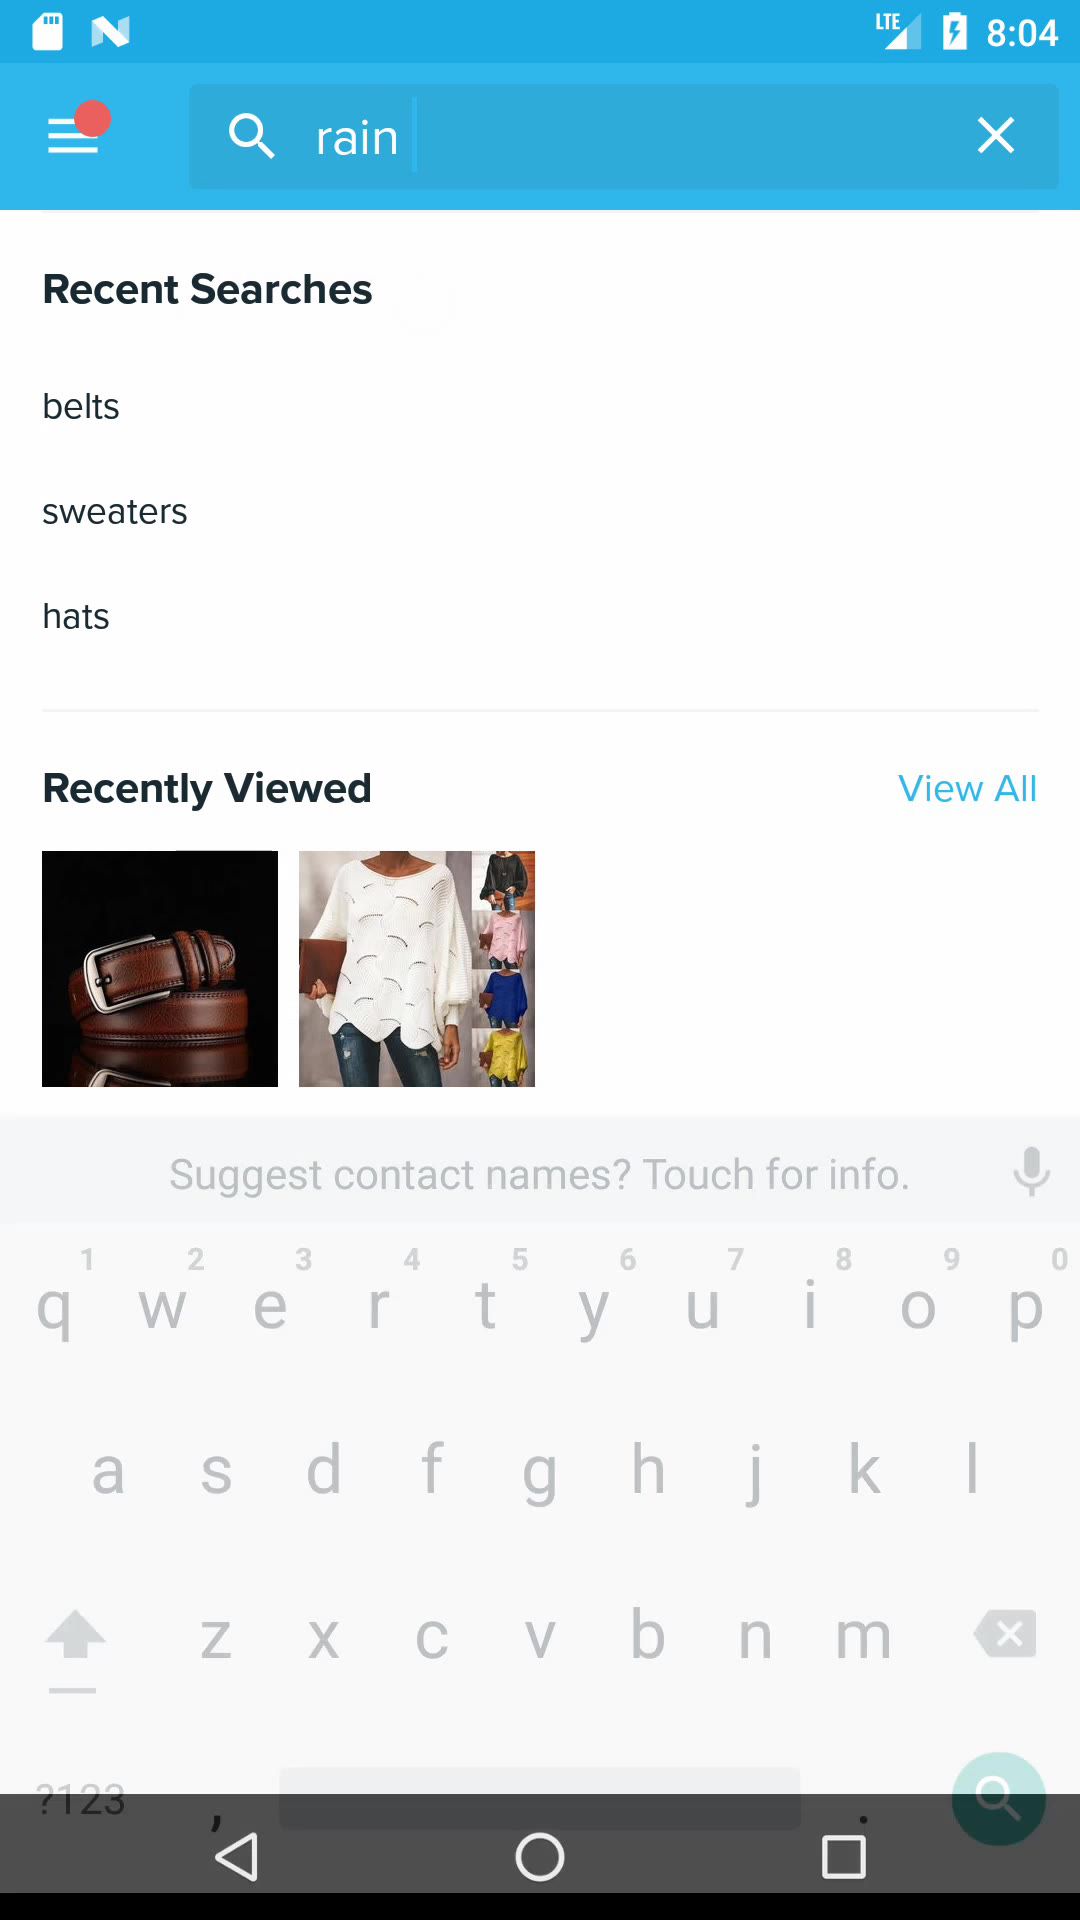 LTE 8:04
rain
Recent Searches
belts
sweaters
hats
Recently Viewed View All
Suggest contact names? Touch for info.
1 2 3 4 5 6 7 8 9 0
q w e r t y u i o p
a s d f g h j k l
z x c v b n m
?123 , .